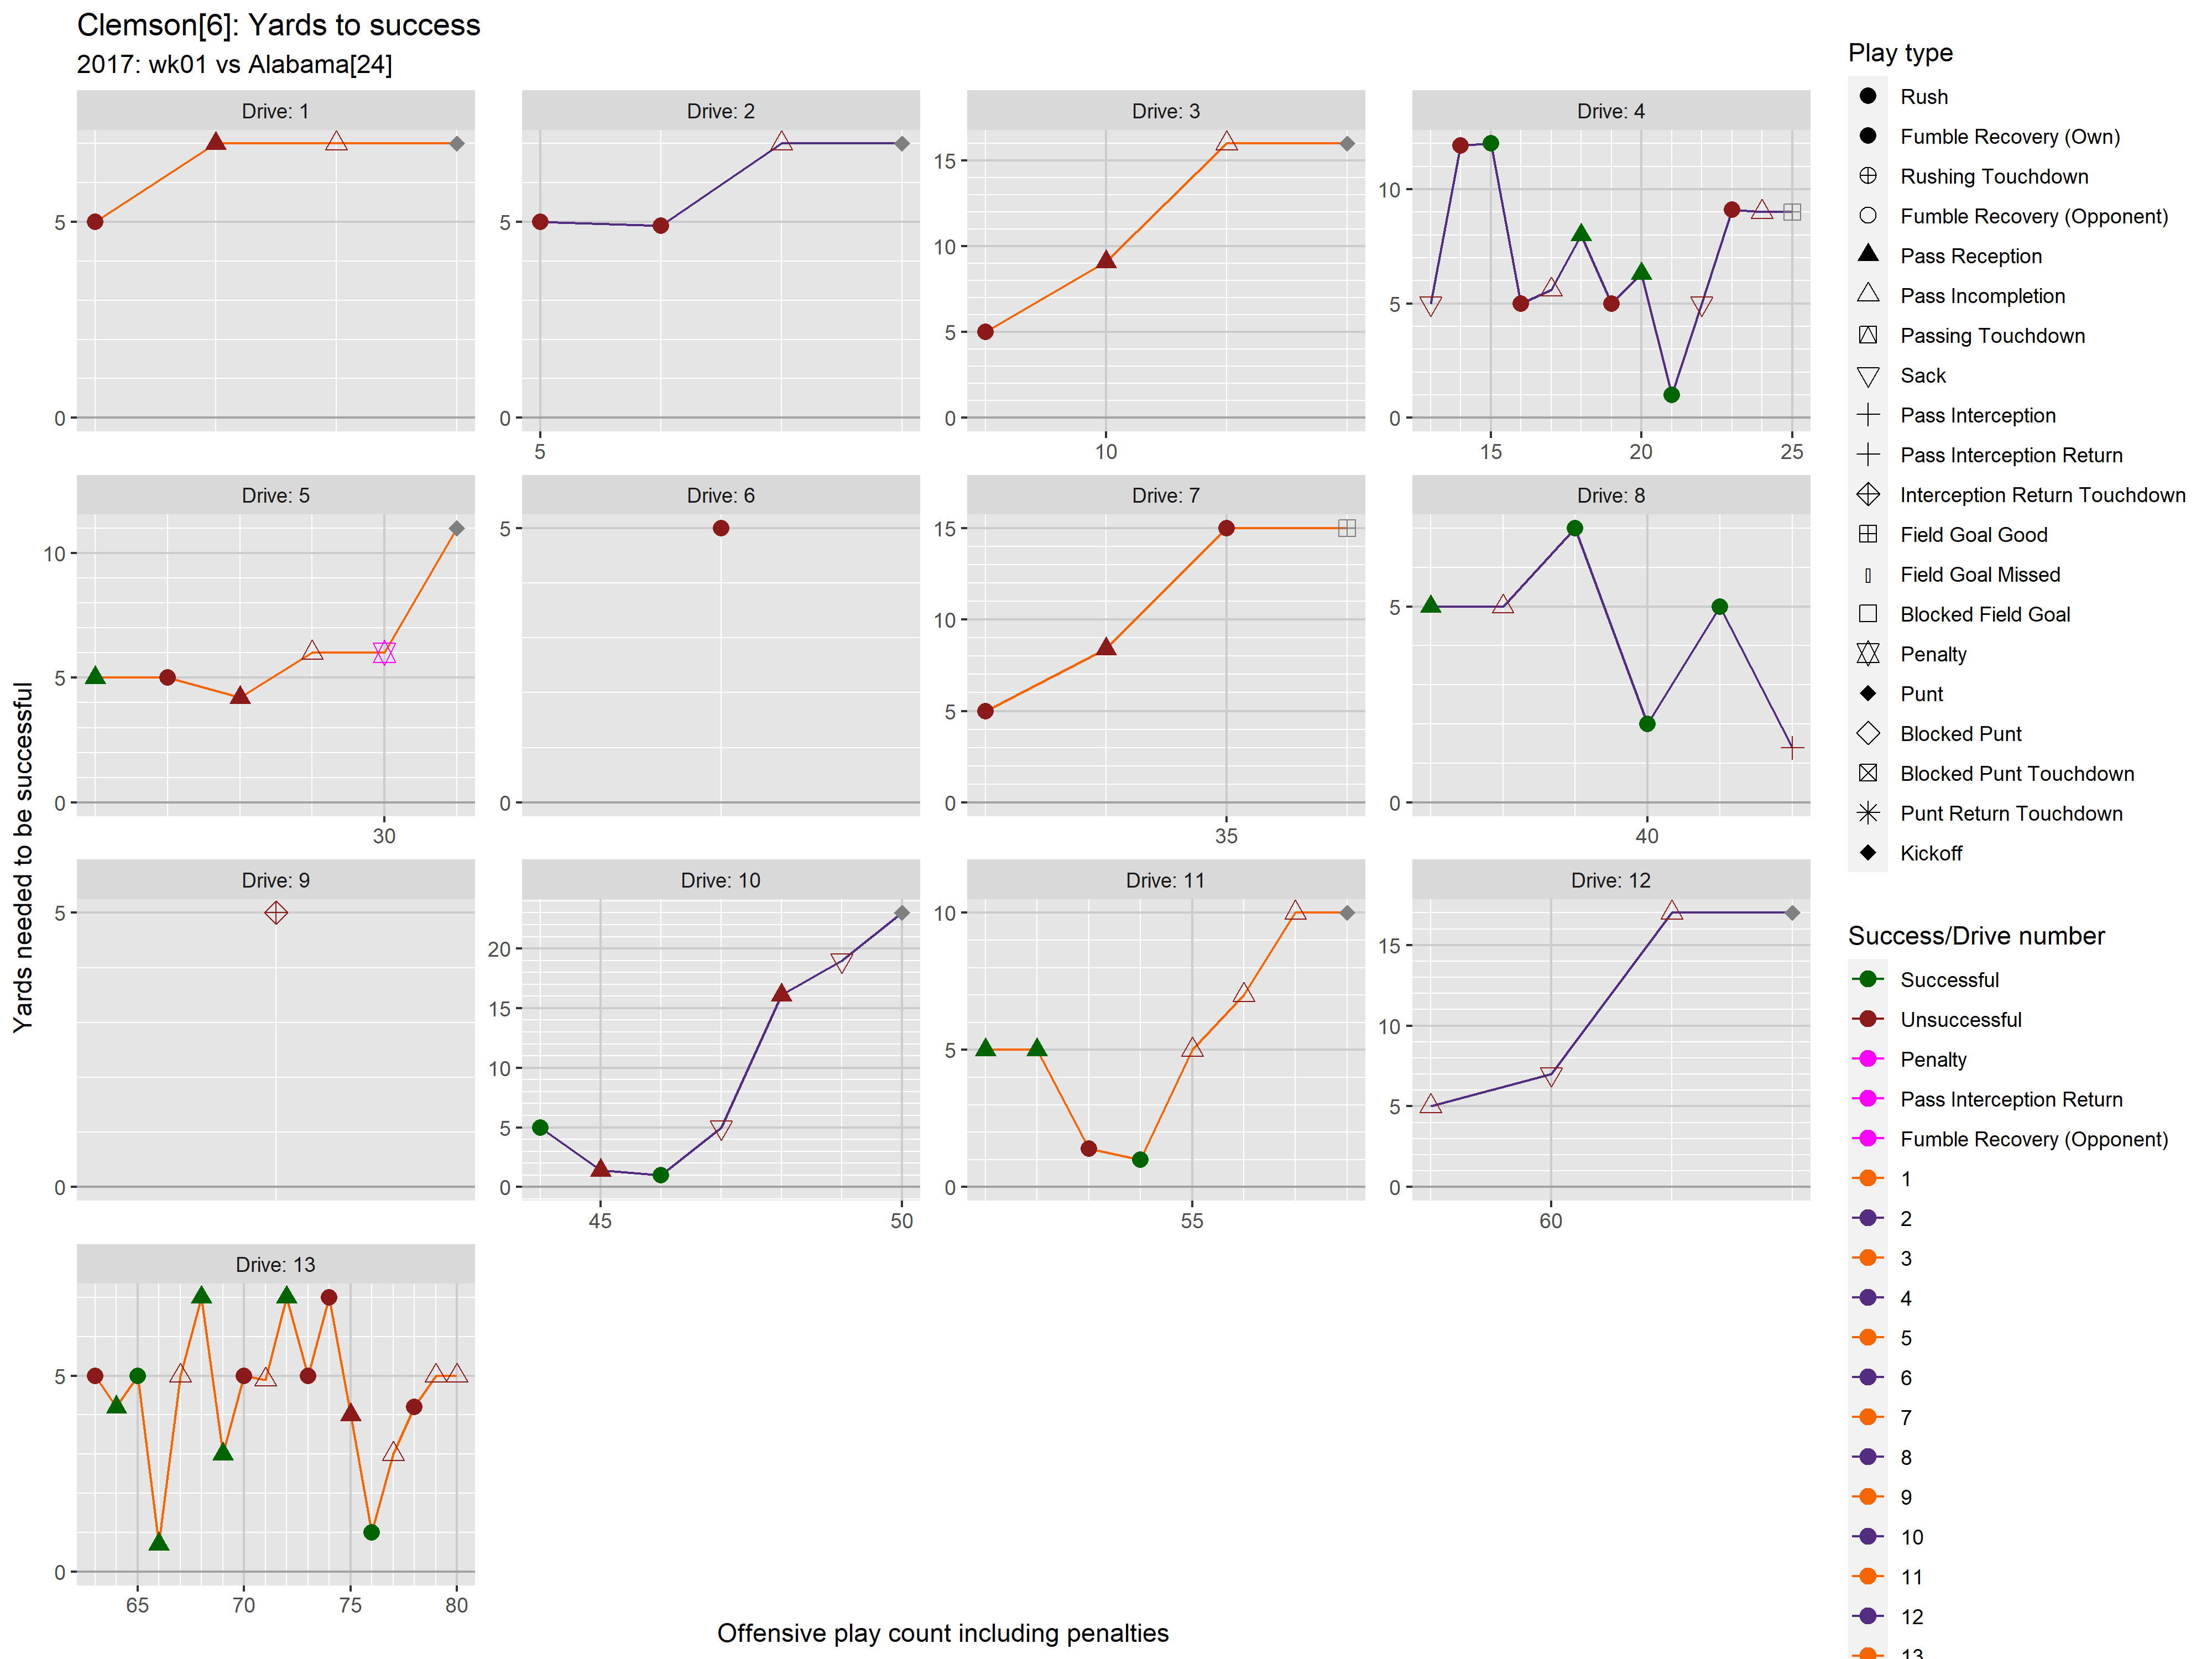 Clemson[6]: Yards to success
2017: wk01 vs Alabama[24]
Drive: 1
Drive: 2
Drive: 3
Drive: 4
5
0
5
0
5
15
10
5
0
10
10
5
0
15
20
25
Drive: 5
Drive: 6
Drive: 7
Drive: 8
10
5
0
30
5
0
15
10
5
0
35
5
0
40
Drive: 9
Drive: 10
Drive: 11
Drive: 12
5
0
20
15
10
5
0
45
50
10
5
0
55
15
10
5
0
60
Drive: 13
5
0
65
70
75
80
Yards needed to be successful
Offensive play count including penalties
Play type
Rush
Fumble Recovery (Own)
Rushing Touchdown
Fumble Recovery (Opponent)
Pass Reception
Pass Incompletion
Passing Touchdown
Sack
Pass Interception
Pass Interception Return
Interception Return Touchdown
Field Goal Good
Field Goal Missed
Blocked Field Goal
Penalty
Punt
Blocked Punt
Blocked Punt Touchdown
Punt Return Touchdown
Kickoff
Success/Drive number
Successful
Unsuccessful
Penalty
Pass Interception Return
Fumble Recovery (Opponent)
1
2
3
4
5
6
7
8
9
10
11
12
13